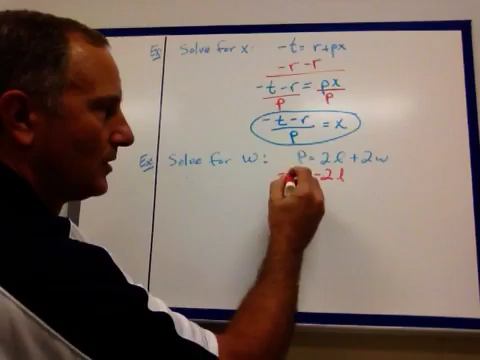 Ex Solve for x: -t = r + px
-r -r
-t - r = px
p p
-t - r = x
p
Ex Solve for w: P = 2l + 2w
- -2l